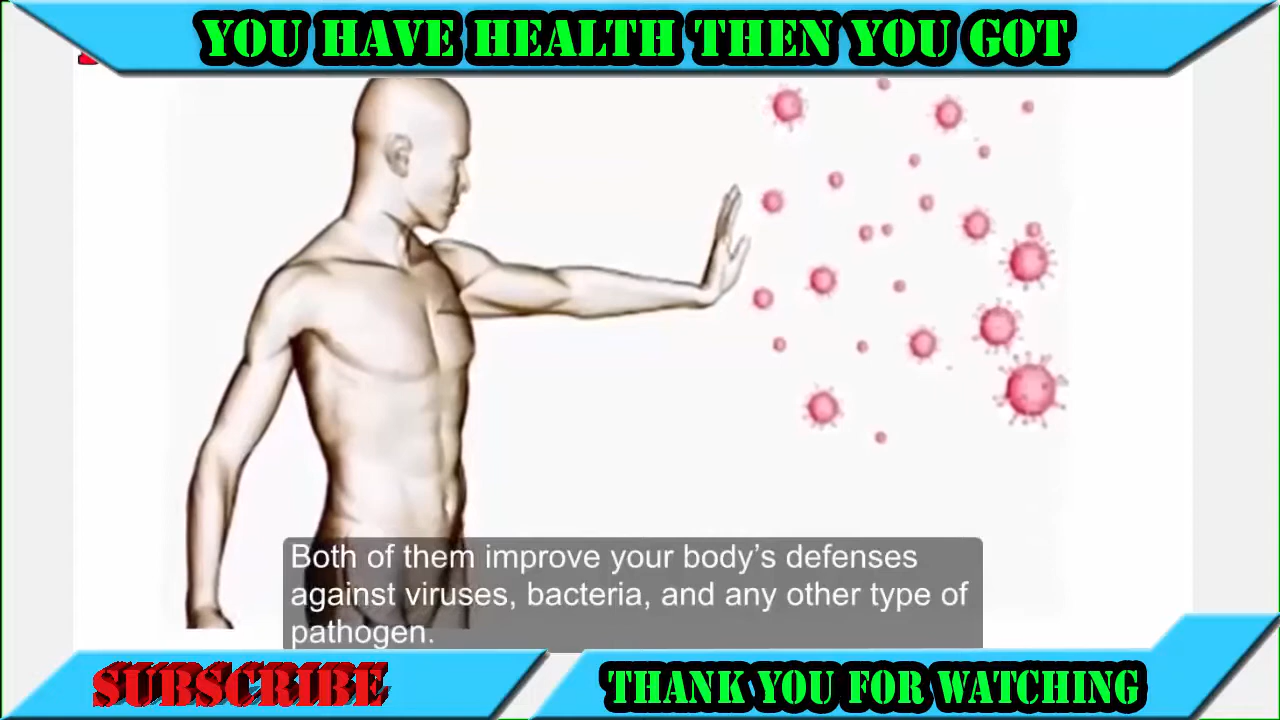 YOU HAVE HEALTH THEN YOU GOT
Both of them improve your body’s defenses
against viruses, bacteria, and any other type of
pathogen.
SUBSCRIBE
THANK YOU FOR WATCHING